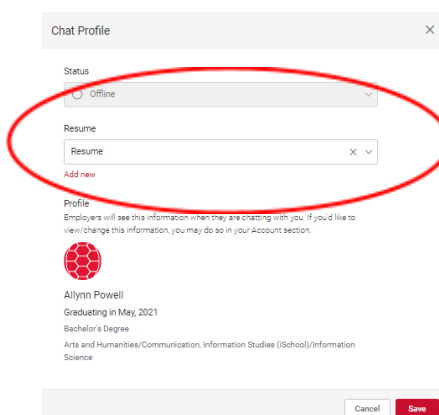 Chat Profile
Status
Offline
Resume
Resume
Add new
Profile
Employers will see this information when they are chatting with you. If you'd like to
view/change this information, you may do so in your Account section.
Allynn Powell
Graduating in May, 2021
Bachelor's Degree
Arts and Humanities/Communication, Information Studies (iSchool)/Information
Science
Cancel Save